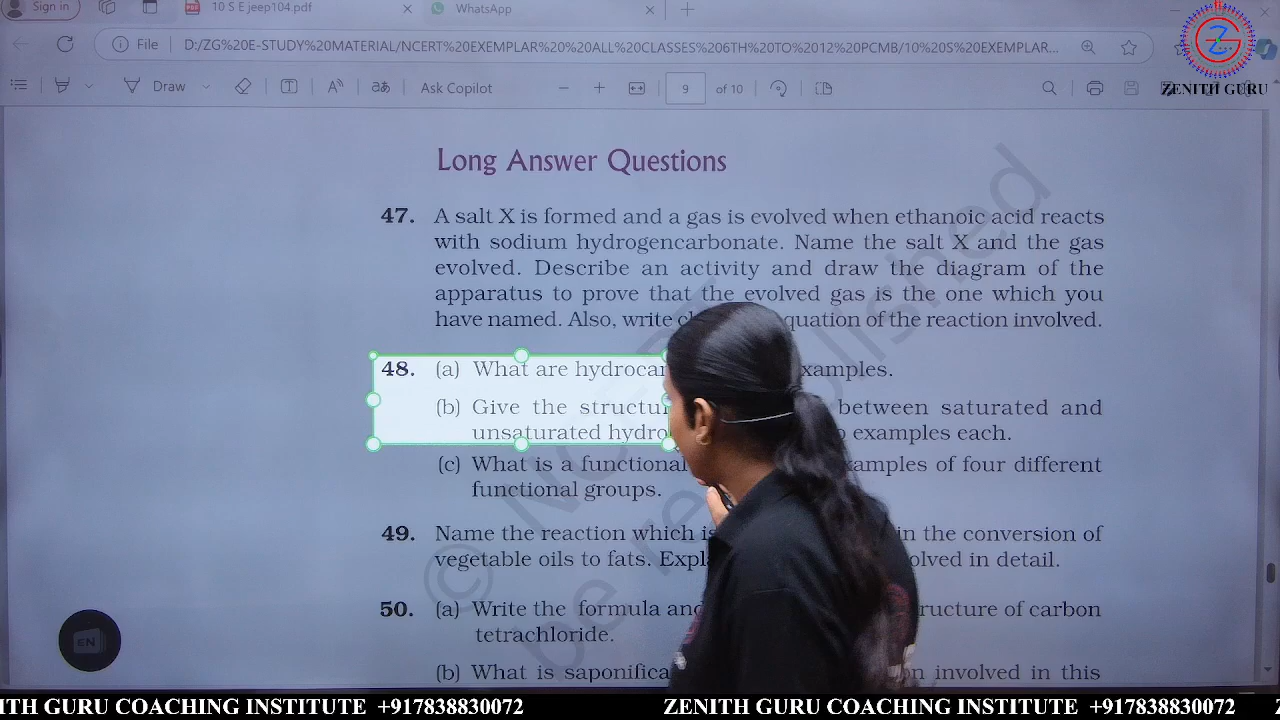 Sign in
10 S E jeep104.pdf
WhatsApp
File
D:/ZG%20E-STUDY%20MATERIAL/NCERT%20EXEMPLAR%20%20ALL%20CLASSES%206TH%20TO%2012%20PCMB/10%20S%20EXEMPLAR...
Draw
aあ
Ask Copilot
9 of 10
ZENITH GURU
Long Answer Questions
47. A salt X is formed and a gas is evolved when ethanoic acid reacts
with sodium hydrogencarbonate. Name the salt X and the gas
evolved. Describe an activity and draw the diagram of the
apparatus to prove that the evolved gas is the one which you
have named. Also, write quation of the reaction involved.
48. (a) What are hydrocar xamples.
(b) Give the structu between saturated and
unsaturated hydro examples each.
(c) What is a functional xamples of four different
functional groups.
49. Name the reaction which is in the conversion of
vegetable oils to fats. Expl olved in detail.
50. (a) Write the formula and ructure of carbon
tetrachloride.
(b) What is saponifica on involved in this
EN
ITH GURU COACHING INSTITUTE +917838830072 ZENITH GURU COACHING INSTITUTE +917838830072